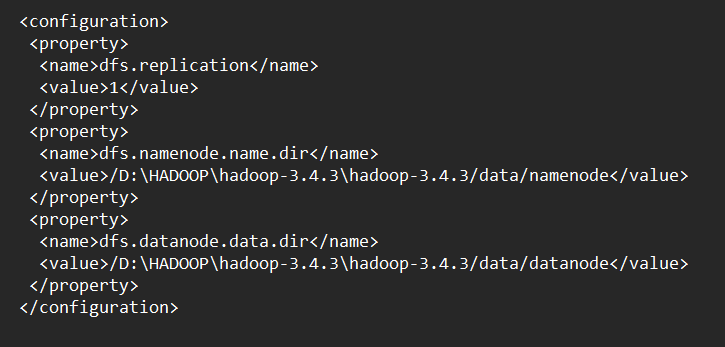 <configuration>
<property>
<name>dfs.replication</name>
<value>1</value>
</property>
<property>
<name>dfs.namenode.name.dir</name>
<value>/D:\HADOOP\hadoop-3.4.3\hadoop-3.4.3/data/namenode</value>
</property>
<property>
<name>dfs.datanode.data.dir</name>
<value>/D:\HADOOP\hadoop-3.4.3\hadoop-3.4.3/data/datanode</value>
</property>
</configuration>